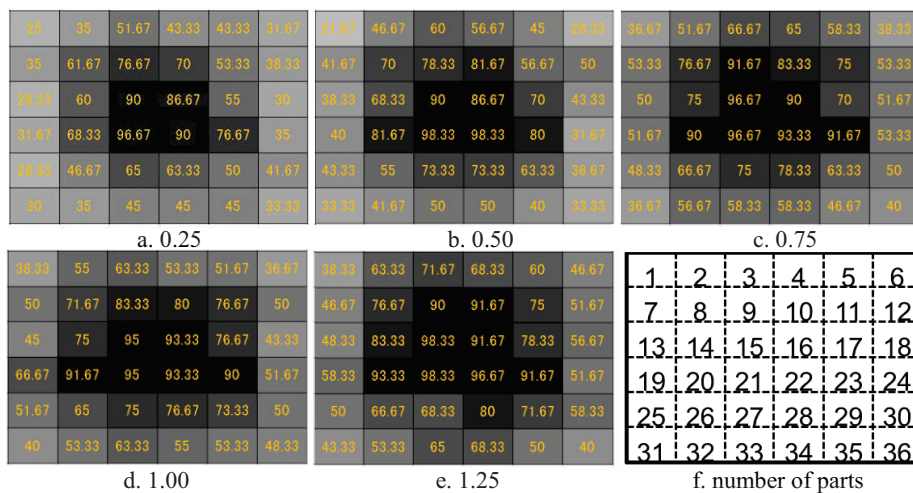 25 35 51.67 43.33 43.33 31.67
35 61.67 76.67 70 53.33 38.33
28.33 60 90 86.67 55 30
31.67 68.33 96.67 90 76.67 35
28.33 46.67 65 63.33 50 41.67
30 35 45 45 45 33.33
a. 0.25
31.67 46.67 60 56.67 45 28.33
41.67 70 78.33 81.67 56.67 50
38.33 68.33 90 86.67 70 43.33
40 81.67 98.33 98.33 80 31.67
43.33 55 73.33 73.33 63.33 36.67
33.33 41.67 50 50 40 33.33
b. 0.50
36.67 51.67 66.67 65 58.33 38.33
53.33 76.67 91.67 83.33 75 53.33
50 75 96.67 90 70 51.67
51.67 90 96.67 93.33 91.67 53.33
48.33 66.67 75 78.33 63.33 50
36.67 56.67 58.33 58.33 46.67 40
c. 0.75
38.33 55 63.33 53.33 51.67 36.67
50 71.67 83.33 80 76.67 50
45 75 95 93.33 76.67 43.33
66.67 91.67 95 93.33 90 51.67
51.67 65 75 76.67 73.33 50
40 53.33 63.33 55 53.33 48.33
d. 1.00
38.33 63.33 71.67 68.33 60 46.67
46.67 76.67 90 91.67 75 51.67
48.33 83.33 98.33 91.67 78.33 56.67
58.33 93.33 98.33 96.67 91.67 51.67
50 66.67 68.33 80 71.67 58.33
43.33 53.33 65 68.33 50 40
e. 1.25
1 2 3 4 5 6
7 8 9 10 11 12
13 14 15 16 17 18
19 20 21 22 23 24
25 26 27 28 29 30
31 32 33 34 35 36
f. number of parts